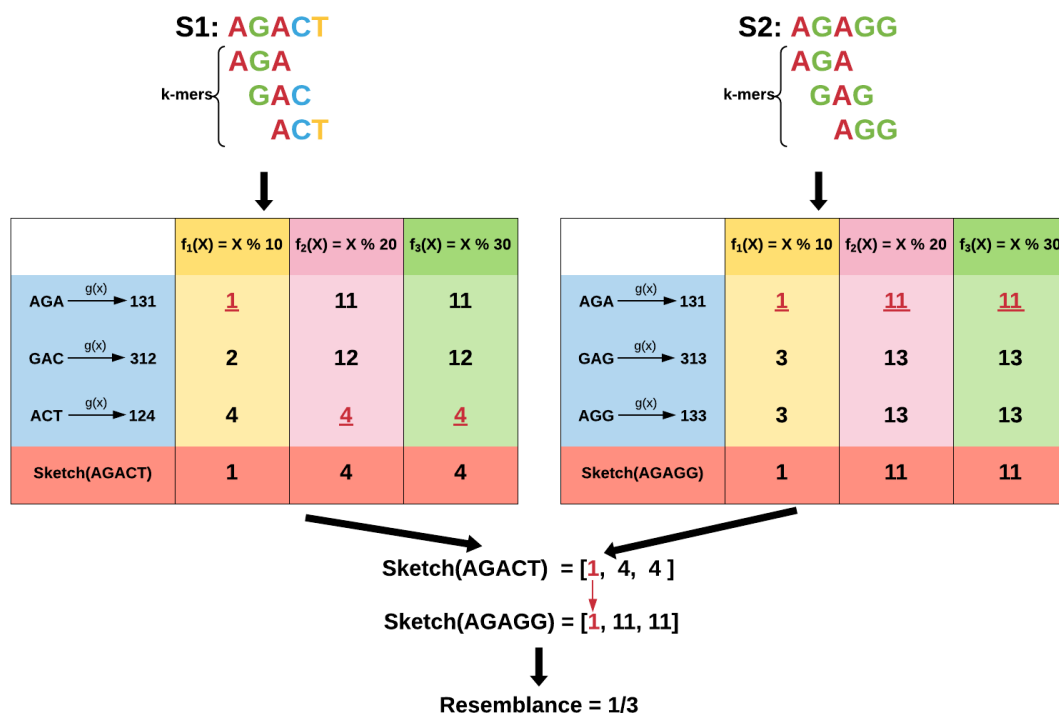 S1: AGACT
k-mers
AGA
GAC
ACT
S2: AGAGG
k-mers
AGA
GAG
AGG
f₁(X) = X % 10 f₂(X) = X % 20 f₃(X) = X % 30
AGA g(x) 131 1 11 11
GAC g(x) 312 2 12 12
ACT g(x) 124 4 4 4
Sketch(AGACT) 1 4 4
f₁(X) = X % 10 f₂(X) = X % 20 f₃(X) = X % 30
AGA g(x) 131 1 11 11
GAG g(x) 313 3 13 13
AGG g(x) 133 3 13 13
Sketch(AGAGG) 1 11 11
Sketch(AGACT) = [1, 4, 4 ]
Sketch(AGAGG) = [1, 11, 11]
Resemblance = 1/3